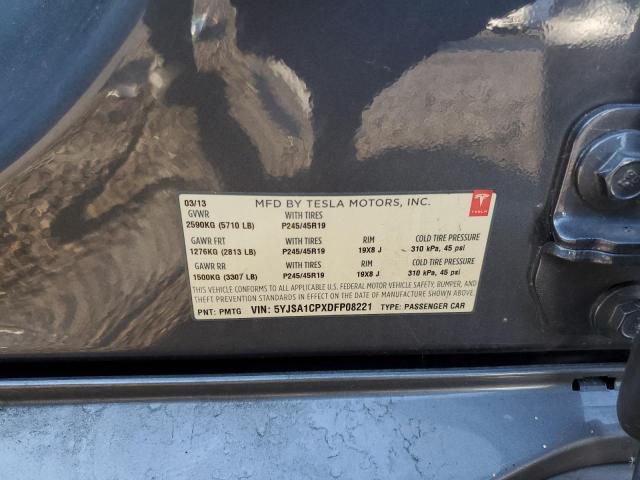 03/13 MFD BY TESLA MOTORS, INC.
GVWR WITH TIRES
2590KG (5710 LB) P245/45R19
GAWR FRT WITH TIRES RIM COLD TIRE PRESSURE
1276KG (2813 LB) P245/45R19 19X8 J 310 kPa, 45 psi
GAWR RR WITH TIRES RIM COLD TIRE PRESSURE
1500KG (3307 LB) P245/45R19 19X8 J 310 kPa, 45 psi
THIS VEHICLE CONFORMS TO ALL APPLICABLE U.S. FEDERAL MOTOR VEHICLE SAFETY, BUMPER, AND
THEFT PREVENTION STANDARDS IN EFFECT ON THE DATE OF MANUFACTURE SHOWN ABOVE.
PNT: PMTG VIN: 5YJSA1CPXDFP08221 TYPE: PASSENGER CAR